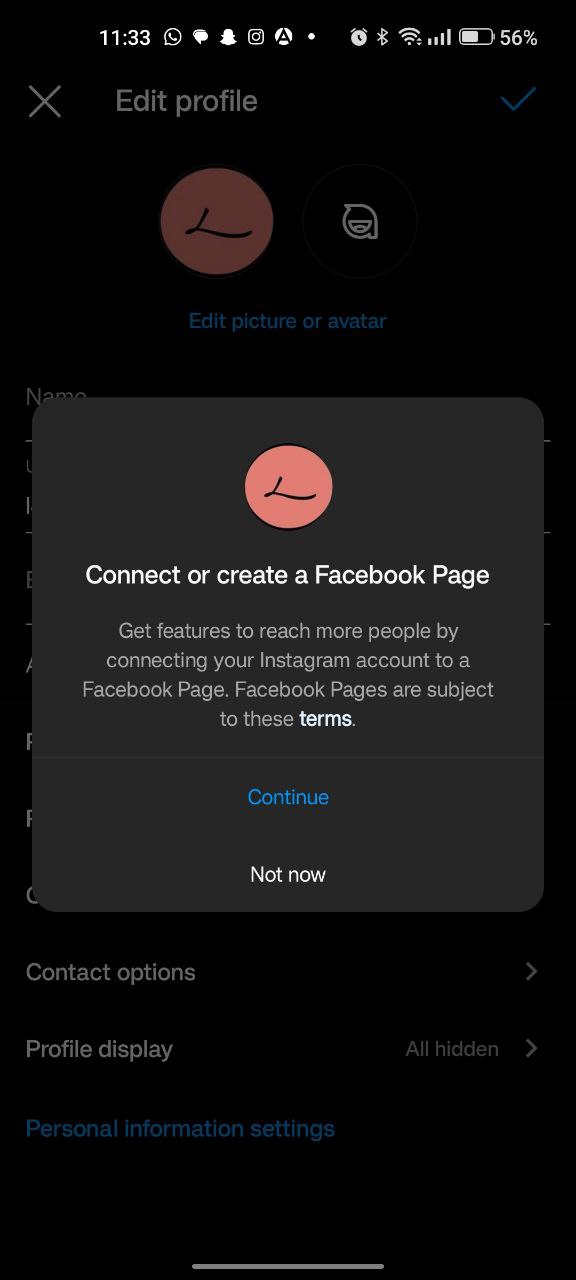 11:33 56%
Edit profile
Edit picture or avatar
Name
Connect or create a Facebook Page
Get features to reach more people by
connecting your Instagram account to a
Facebook Page. Facebook Pages are subject
to these terms.
Continue
Not now
Contact options
Profile display All hidden
Personal information settings